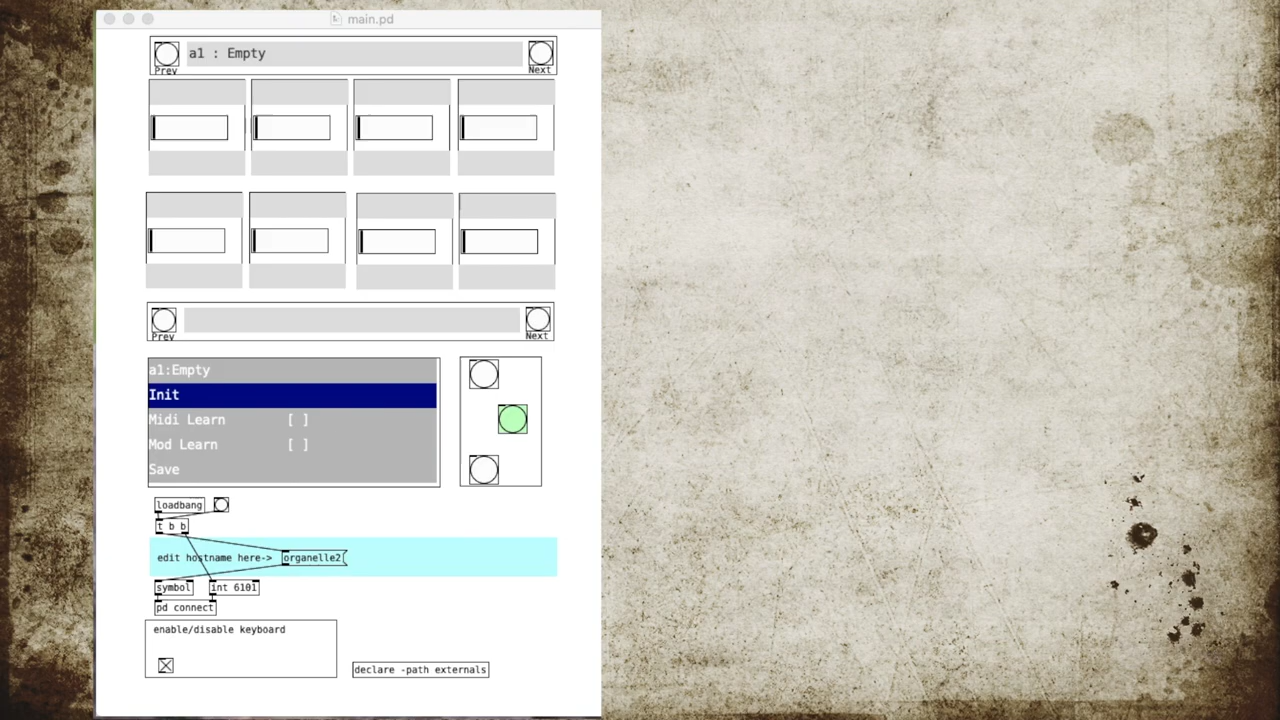 main.pd
a1 : Empty
Prev
Next
Prev
Next
a1:Empty
Init
Midi Learn [ ]
Mod Learn [ ]
Save
loadbang
t b b
edit hostname here-> organelle2
symbol int 6101
pd connect
enable/disable keyboard
declare -path externals